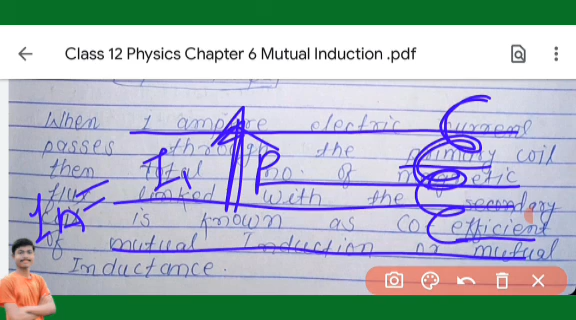 Class 12 Physics Chapter 6 Mutual Induction .pdf
When 1 ampere electric current
passes through the primary coil
then total no. of magnetic
flux linked with the secondary
is known as coefficient
of mutual Induction or mutual
Inductance.